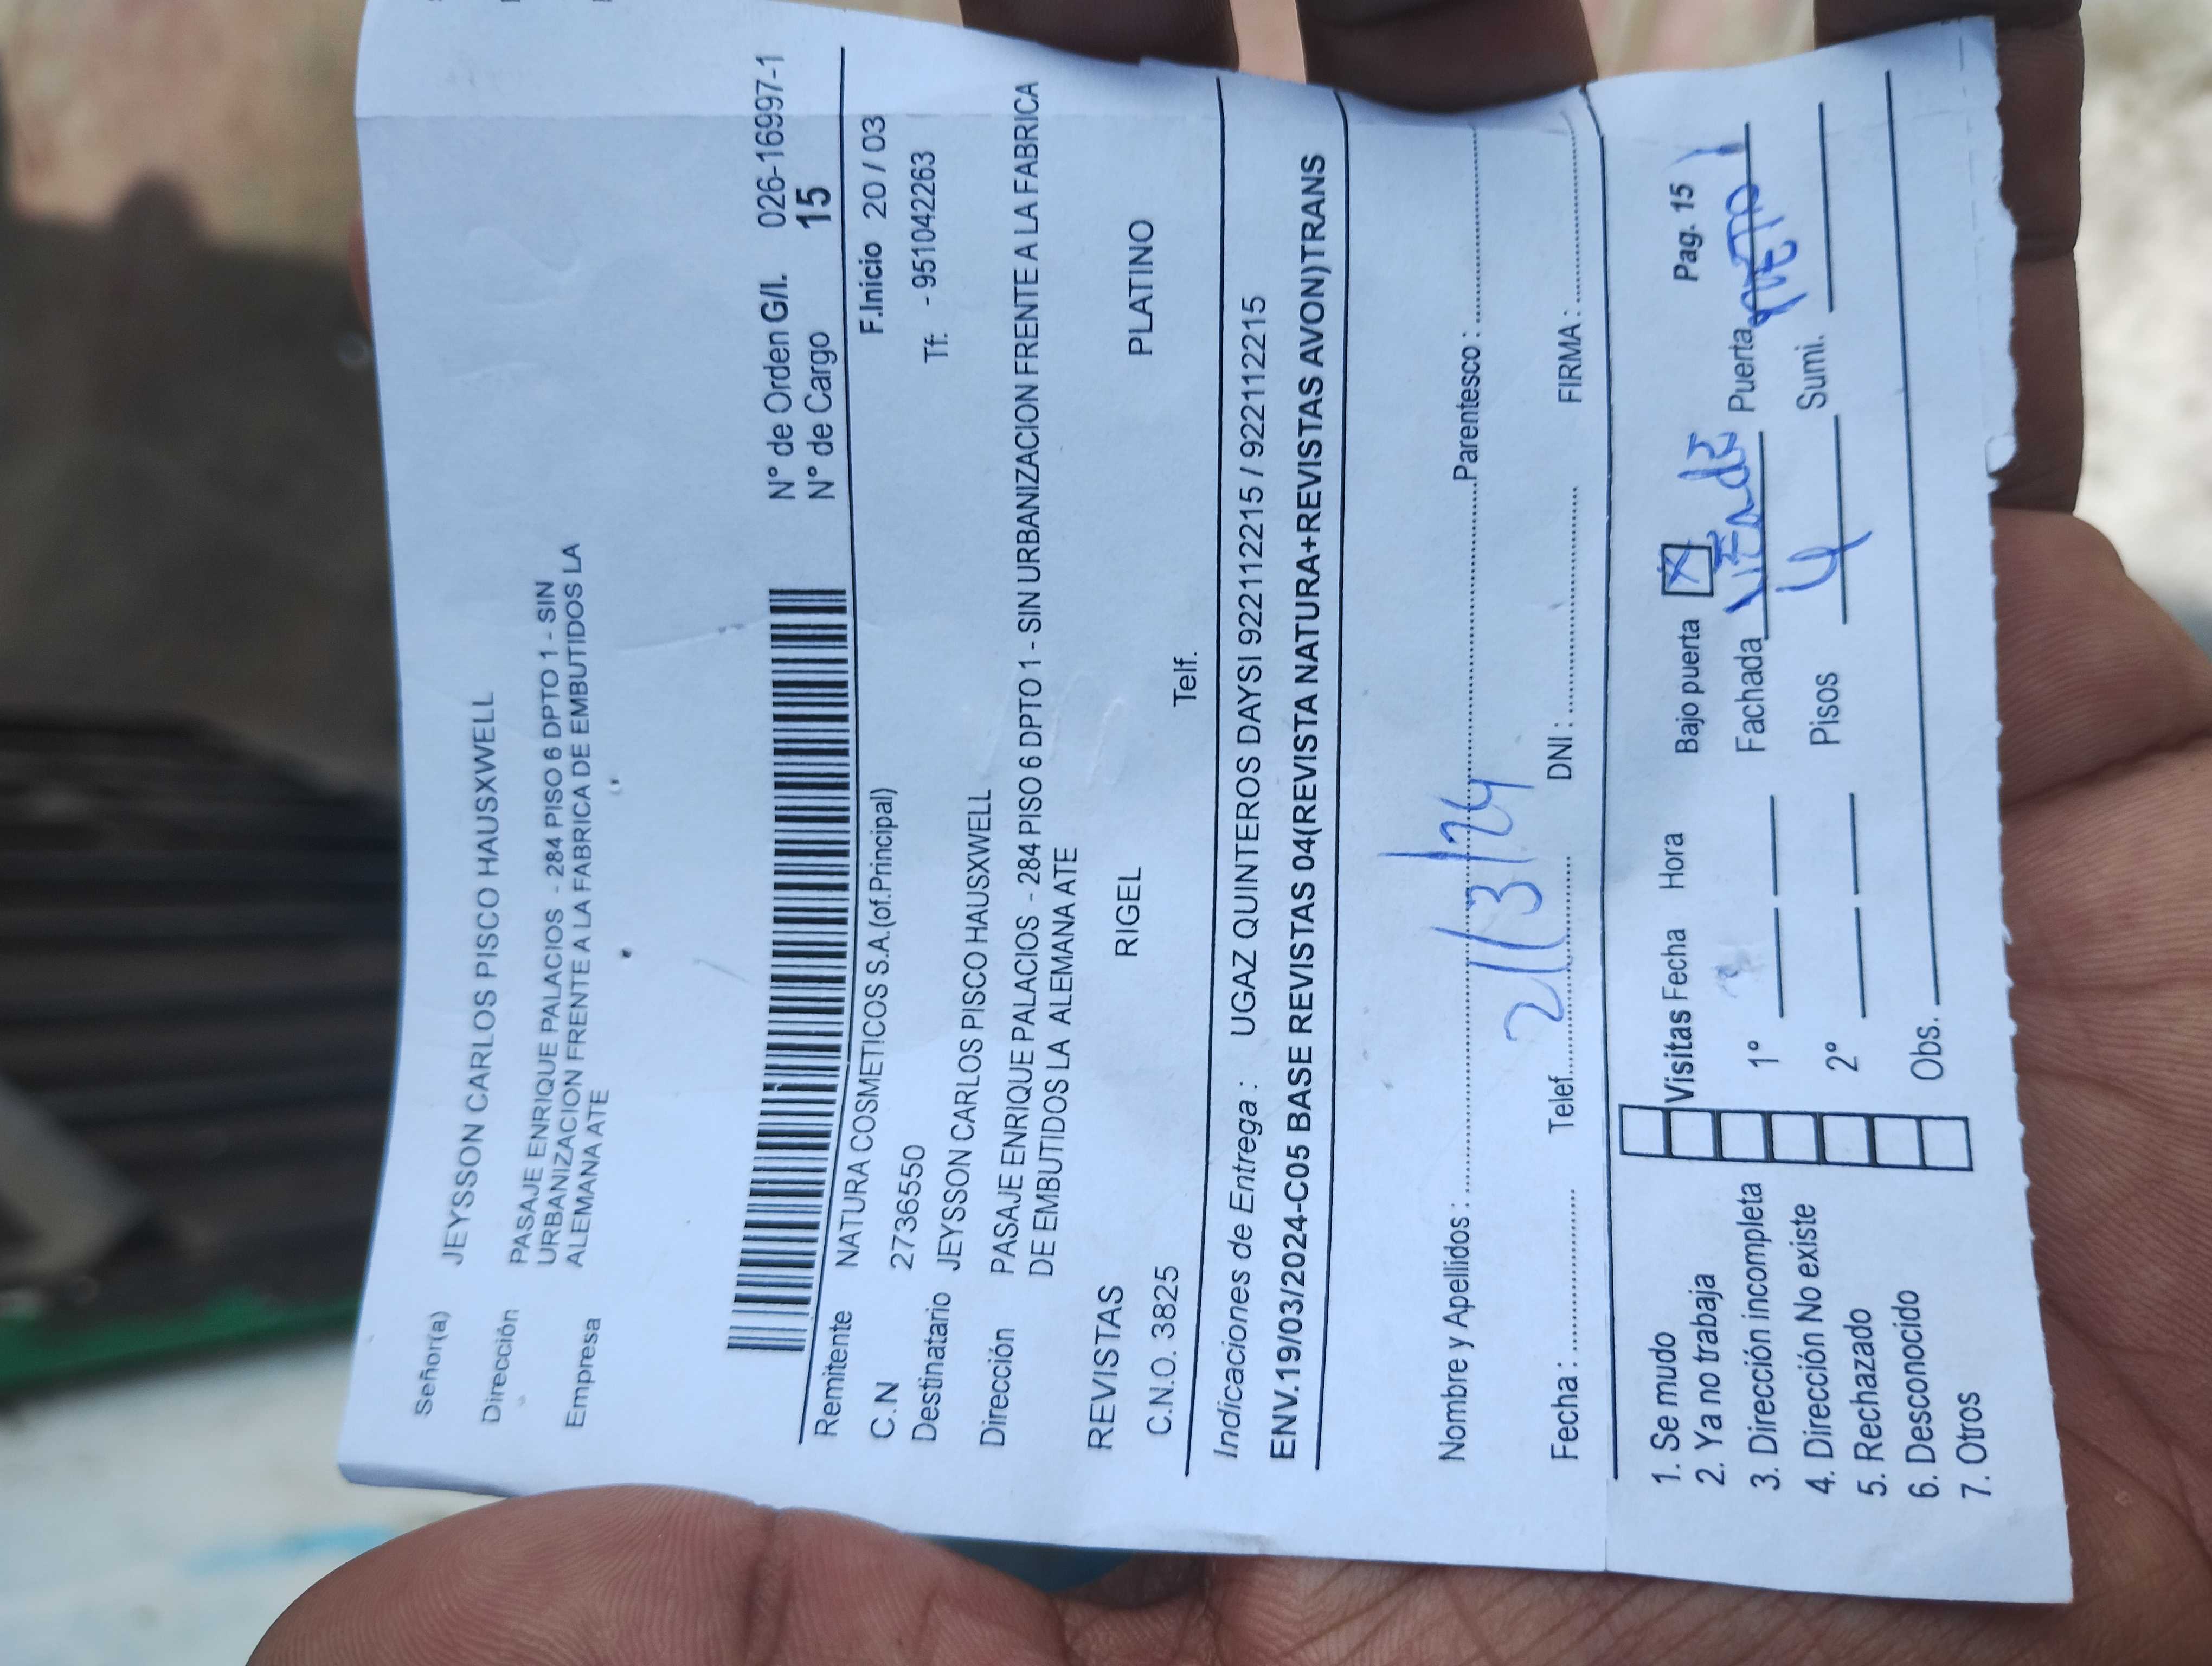 Señor(a) JEYSSON CARLOS PISCO HAUSXWELL
Dirección PASAJE ENRIQUE PALACIOS - 284 PISO 6 DPTO 1 - SIN
URBANIZACION FRENTE A LA FABRICA DE EMBUTIDOS LA
Empresa ALEMANA ATE
N° de Orden G/I. 026-16997-1
N° de Cargo 15
Remitente NATURA COSMETICOS S.A.(of.Principal) F.Inicio 20 / 03
C.N 27365550 Tf. - 951042263
Destinatario JEYSSON CARLOS PISCO HAUSXWELL
Dirección PASAJE ENRIQUE PALACIOS - 284 PISO 6 DPTO 1 - SIN URBANIZACION FRENTE A LA FABRICA
DE EMBUTIDOS LA ALEMANA ATE
REVISTAS RIGEL PLATINO
C.N.O. 3825 Telf.
Indicaciones de Entrega : UGAZ QUINTEROS DAYSI 922112215 / 922112215
ENV.19/03/2024-C05 BASE REVISTAS 04(REVISTA NATURA+REVISTAS AVON)TRANS
Nombre y Apellidos : Parentesco :
21/3/24
Fecha : Telef. DNI : FIRMA :
1. Se mudo Visitas Fecha Hora Bajo puerta X Pag. 15
2. Ya no trabaja
3. Dirección incompleta 1° Fachada Puerta
4. Dirección No existe
5. Rechazado 2° Pisos 4 Sumi.
6. Desconocido
7. Otros Obs.